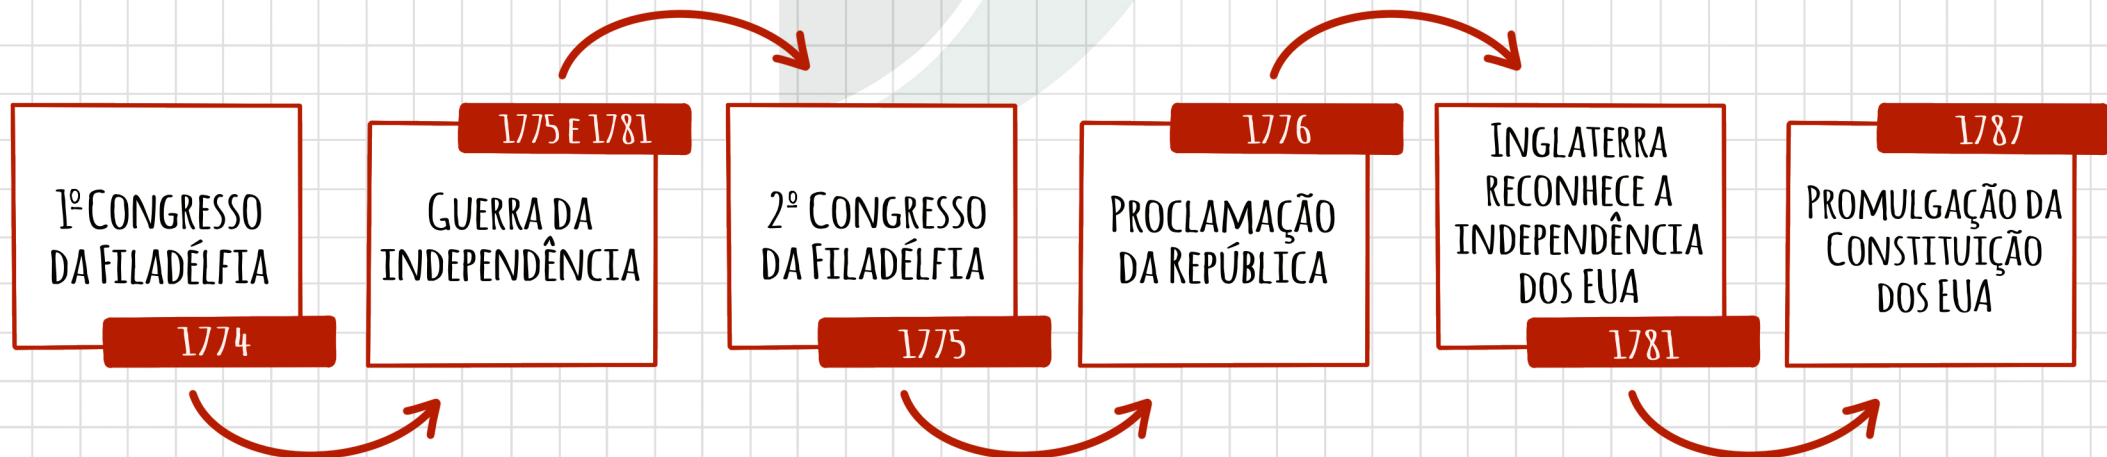 1º Congresso
da Filadélfia
1774
1775 e 1781
Guerra da
independência
2º Congresso
da Filadélfia
1775
1776
Proclamação
da República
Inglaterra
reconhece a
independência
dos EUA
1781
1787
Promulgação da
Constituição
dos EUA